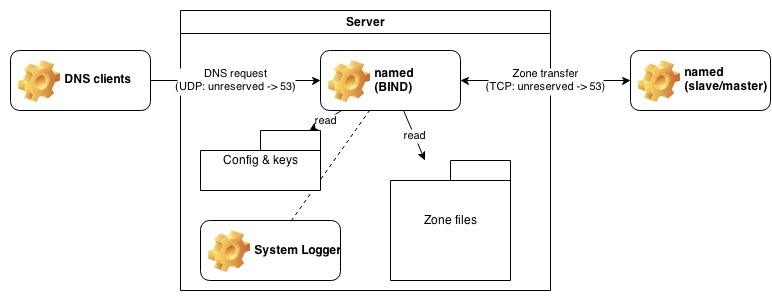 Server
DNS clients
DNS request
(UDP: unreserved -> 53)
named
(BIND)
Zone transfer
(TCP: unreserved -> 53)
named
(slave/master)
read
read
Config & keys
Zone files
System Logger